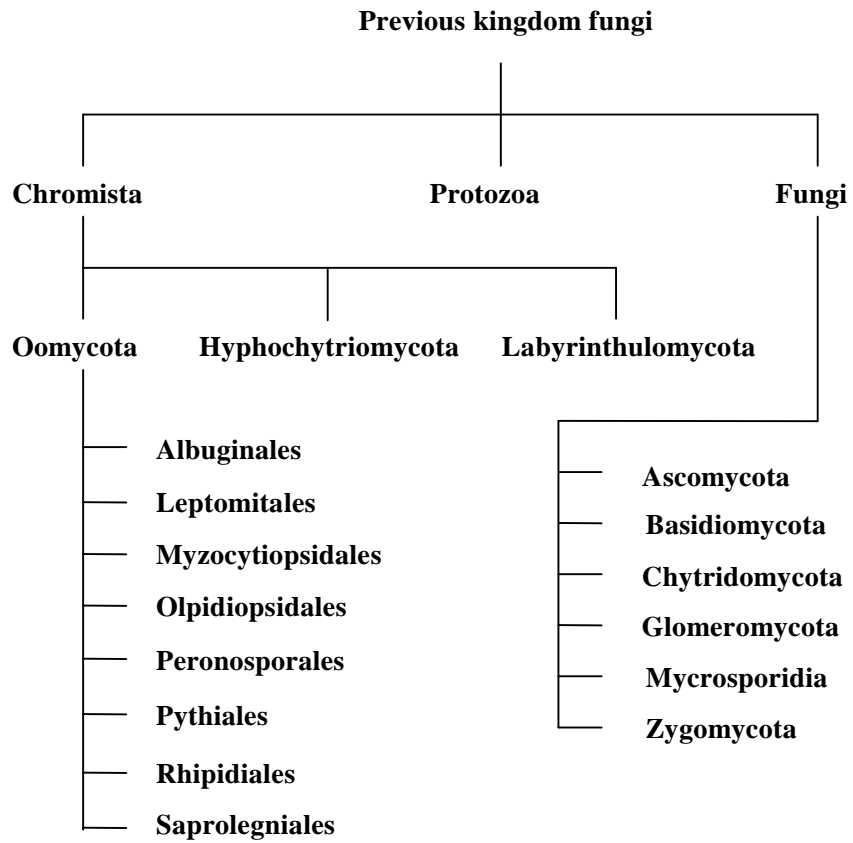 Previous kingdom fungi
Chromista Protozoa Fungi
Oomycota Hyphochytriomycota Labyrinthulomycota
Albuginales
Leptomitales
Myzocytiopsidales
Olpidiopsidales
Peronosporales
Pythiales
Rhipidiales
Saprolegniales
Ascomycota
Basidiomycota
Chytridomycota
Glomeromycota
Mycrosporidia
Zygomycota